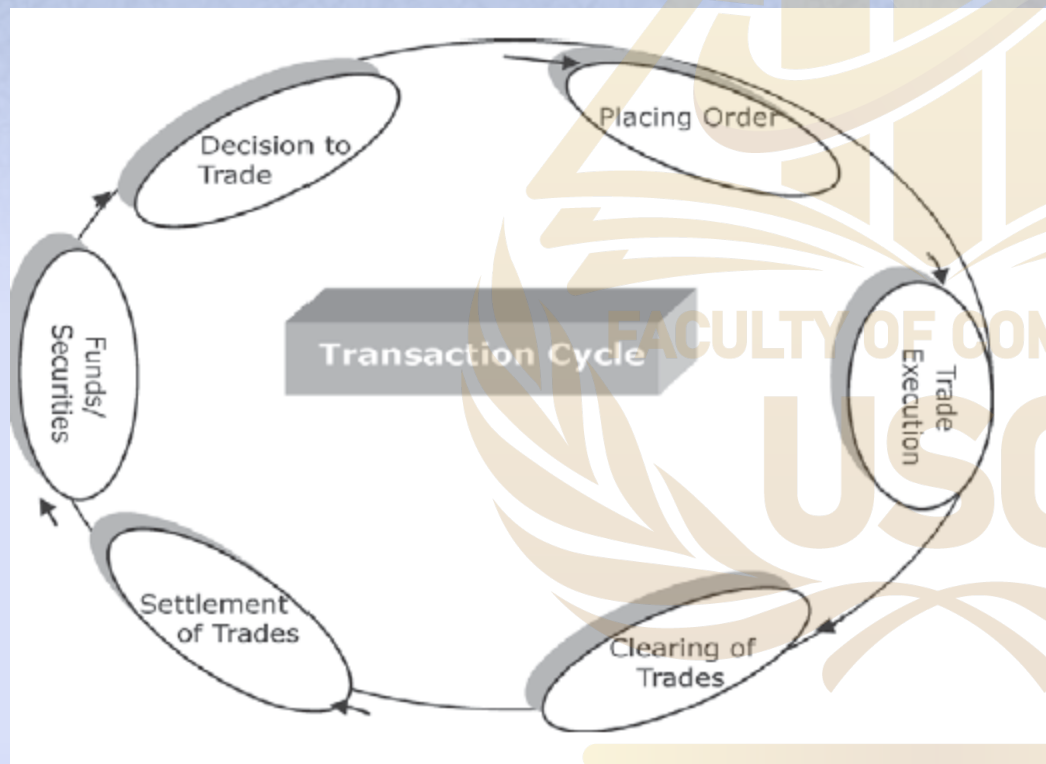 Decision to
Trade
Placing Order
Trade
Execution
Clearing of
Trades
Settlement
of Trades
Funds/
Securities
Transaction Cycle
FACULTY OF COM
USC